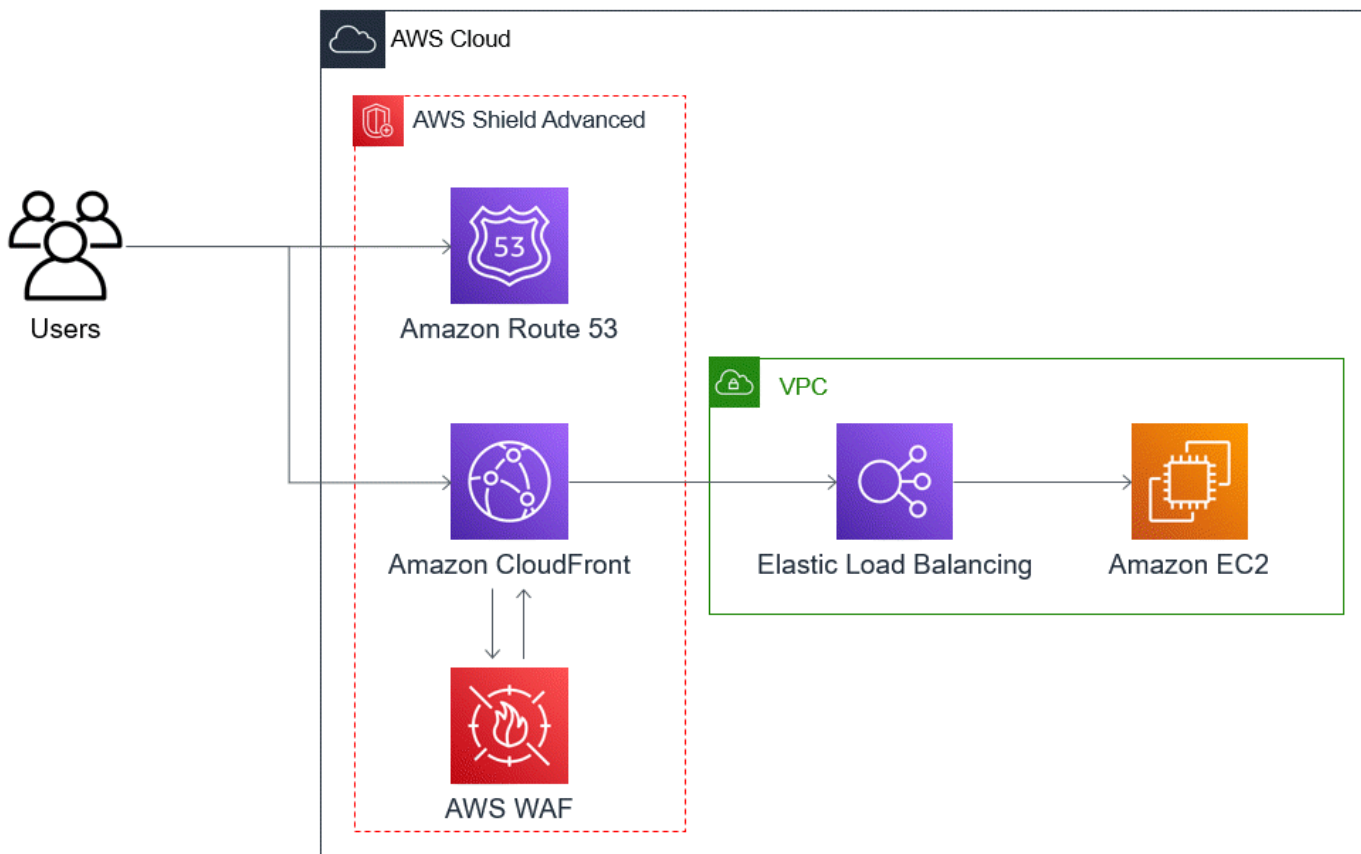 AWS Cloud
AWS Shield Advanced
53
Users
Amazon Route 53
VPC
Amazon CloudFront
Elastic Load Balancing
Amazon EC2
AWS WAF